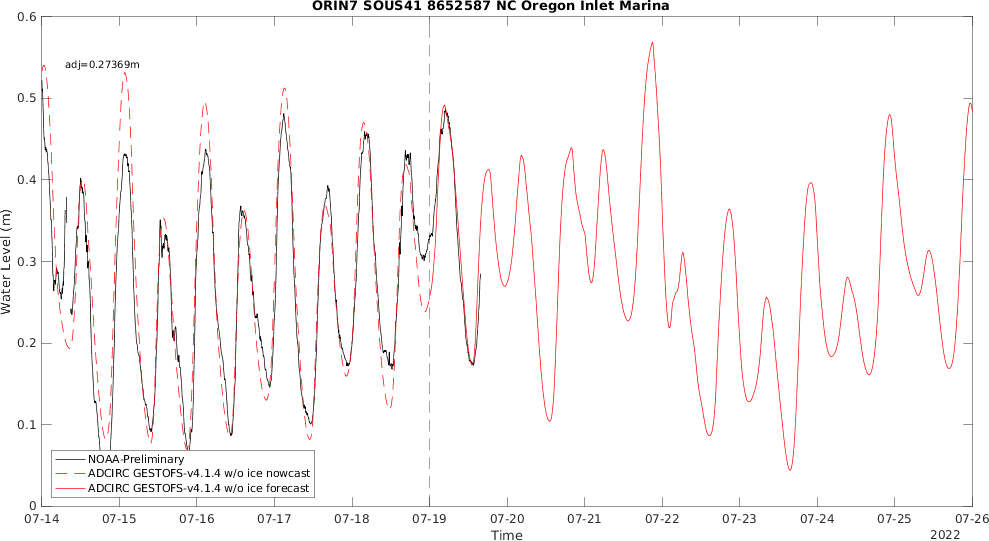 ORIN7 SOUS41 8652587 NC Oregon Inlet Marina
adj=0.27369m
0.6
0.5
0.4
0.3
0.2
0.1
0
Water Level (m)
NOAA-Preliminary
ADCIRC GESTOFS-v4.1.4 w/o ice nowcast
ADCIRC GESTOFS-v4.1.4 w/o ice forecast
07-14 07-15 07-16 07-17 07-18 07-19 07-20 07-21 07-22 07-23 07-24 07-25 07-26
Time
2022